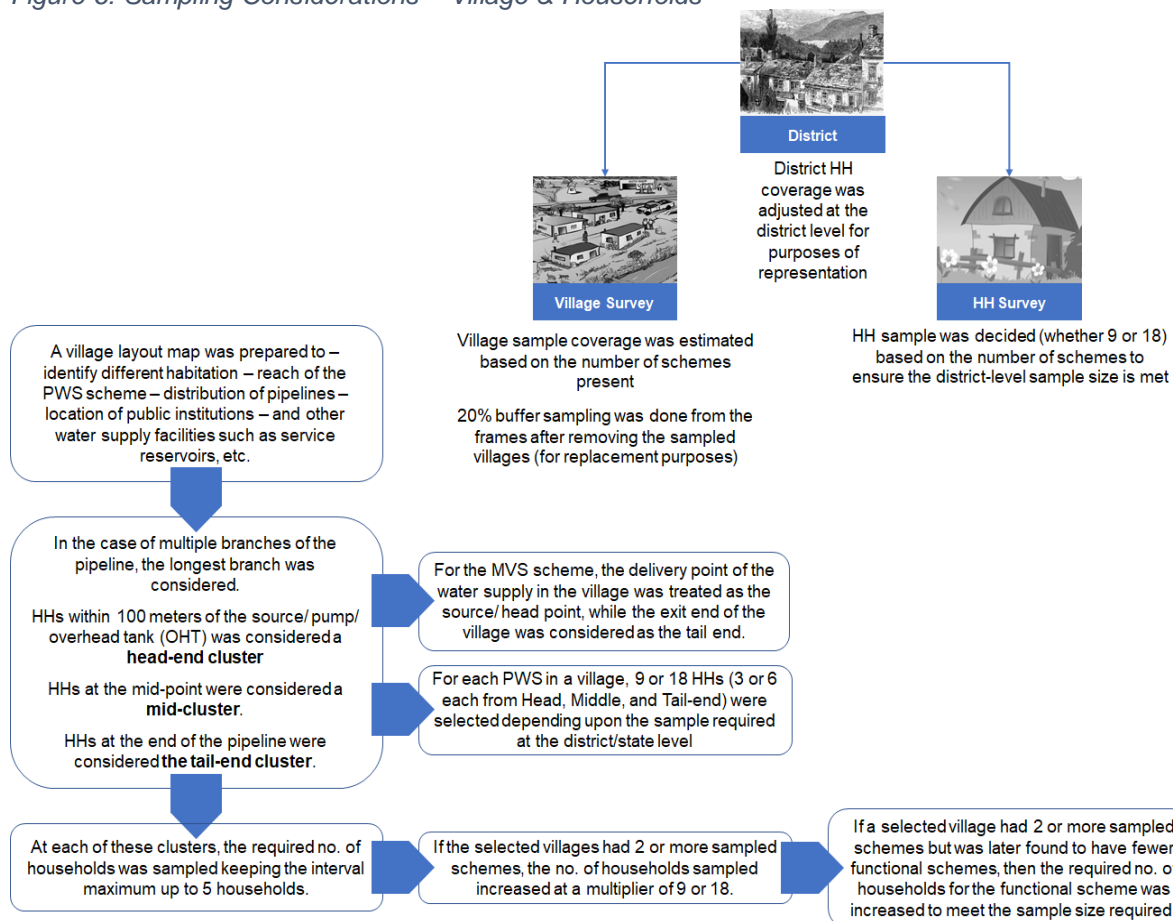 Figure 3. Sampling Considerations – Village & Households
District
District HH
coverage was
adjusted at the
district level for
purposes of
representation
Village Survey
Village sample coverage was estimated
based on the number of schemes
present
20% buffer sampling was done from the
frames after removing the sampled
villages (for replacement purposes)
HH Survey
HH sample was decided (whether 9 or 18)
based on the number of schemes to
ensure the district-level sample size is met
A village layout map was prepared to –
identify different habitation – reach of the
PWS scheme – distribution of pipelines –
location of public institutions – and other
water supply facilities such as service
reservoirs, etc.
In the case of multiple branches of the
pipeline, the longest branch was
considered.
HHs within 100 meters of the source/ pump/
overhead tank (OHT) was considered a
head-end cluster
HHs at the mid-point were considered a
mid-cluster.
HHs at the end of the pipeline were
considered the tail-end cluster.
For the MVS scheme, the delivery point of the
water supply in the village was treated as the
source/ head point, while the exit end of the
village was considered as the tail end.
For each PWS in a village, 9 or 18 HHs (3 or 6
each from Head, Middle, and Tail-end) were
selected depending upon the sample required
at the district/state level
At each of these clusters, the required no. of
households was sampled keeping the interval
maximum up to 5 households.
If the selected villages had 2 or more sampled
schemes, the no. of households sampled
increased at a multiplier of 9 or 18.
If a selected village had 2 or more sampled
schemes but was later found to have fewer
functional schemes, then the required no. of
households for the functional scheme was
increased to meet the sample size required